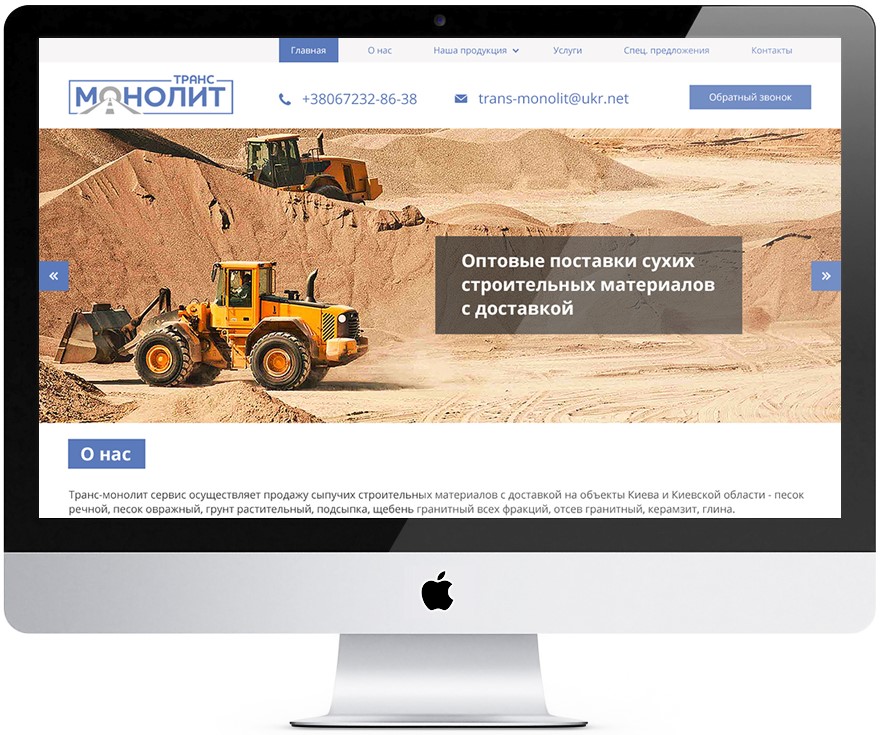 Главная
О нас
Наша продукция
Услуги
Спец. предложения
Контакты
ТРАНС
МОНОЛИТ
+38067232-86-38
trans-monolit@ukr.net
Обратный звонок
«
»
Оптовые поставки сухих
строительных материалов
с доставкой
О нас
Транс-монолит сервис осуществляет продажу сыпучих строительных материалов с доставкой на объекты Киева и Киевской области - песок
речной, песок овражный, грунт растительный, подсыпка, щебень гранитный всех фракций, отсев гранитный, керамзит, глина.